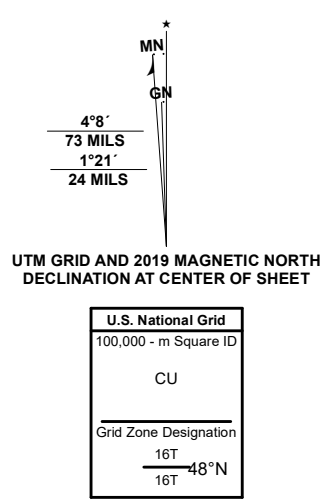 ★
MN
GN
4°8´
73 MILS
1°21´
24 MILS
UTM GRID AND 2019 MAGNETIC NORTH
DECLINATION AT CENTER OF SHEET
U.S. National Grid
100,000 - m Square ID
CU
Grid Zone Designation
16T
48°N
16T